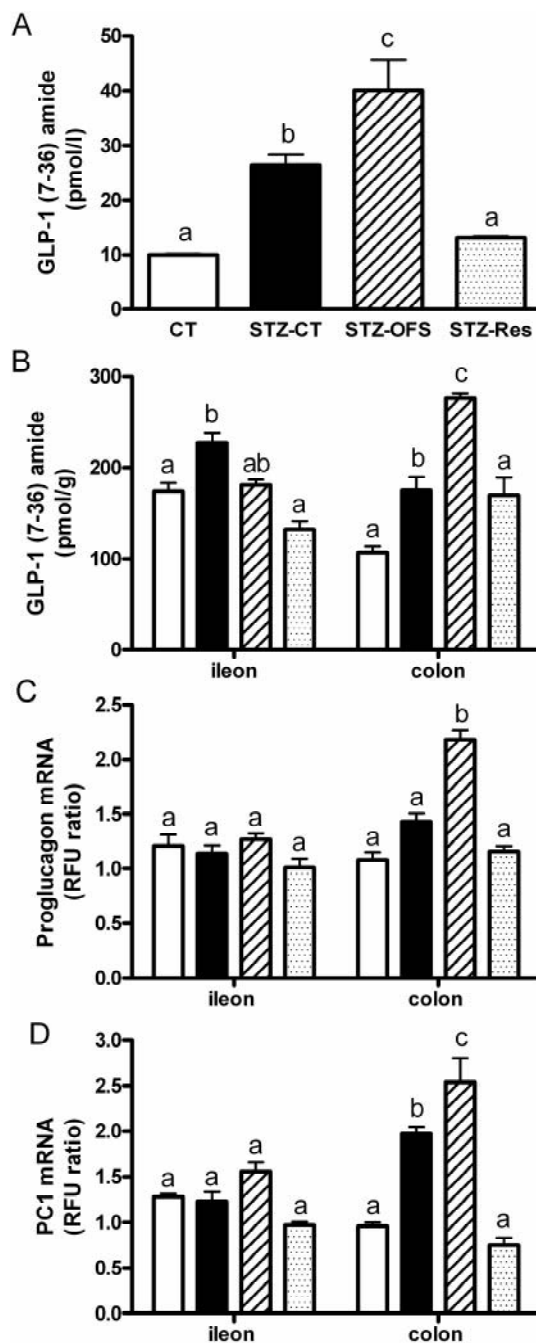 A
GLP-1 (7-36) amide
(pmol/l)
50
40
30
20
10
0
a
b
c
a
CT STZ-CT STZ-OFS STZ-Res
B
GLP-1 (7-36) amide
(pmol/g)
300
200
100
0
a b ab a a b c a
ileon colon
C
Proglucagon mRNA
(RFU ratio)
2.5
2.0
1.5
1.0
0.5
0.0
a a a a a a b a
ileon colon
D
PC1 mRNA
(RFU ratio)
3.0
2.5
2.0
1.5
1.0
0.5
0.0
a a a a a b c a
ileon colon